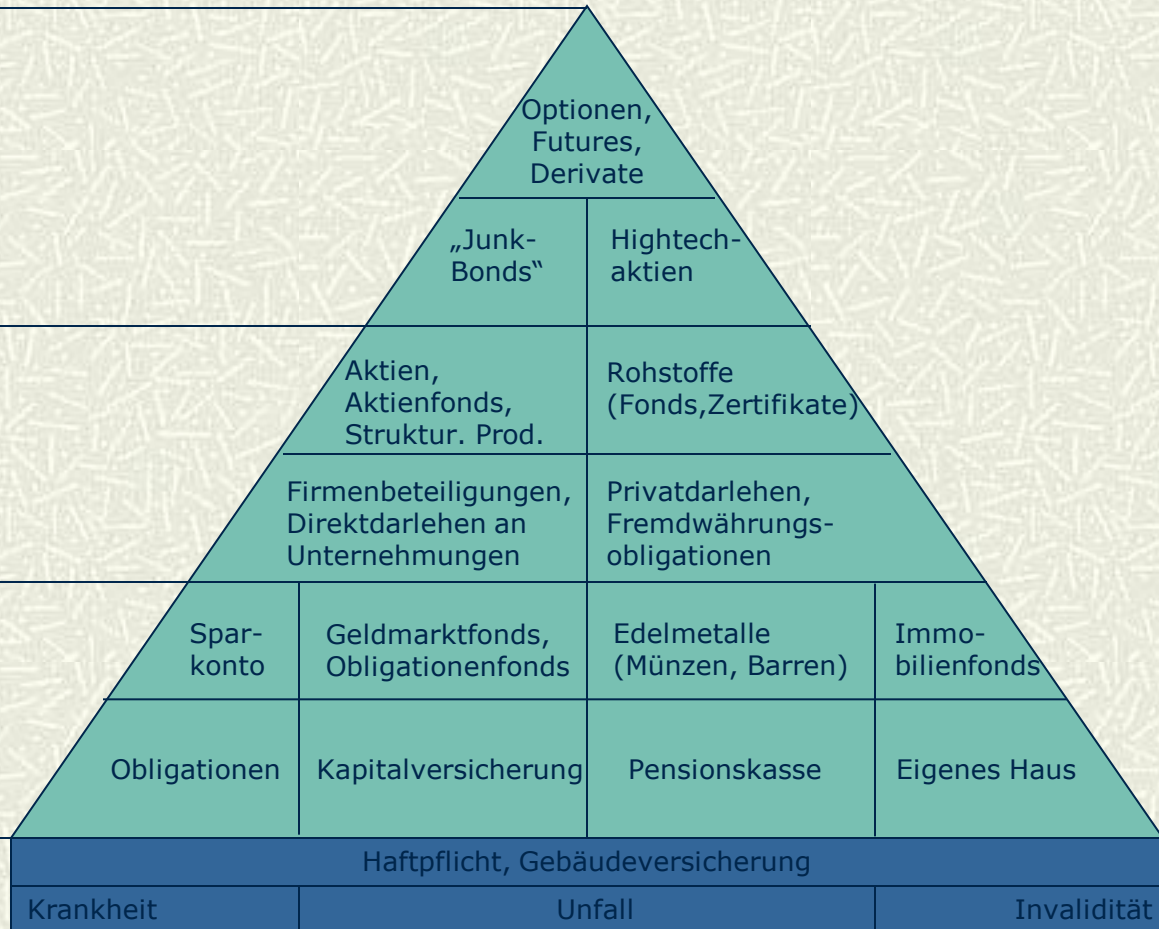 Optionen,
Futures,
Derivate
„Junk-
Bonds“
Hightech-
aktien
Aktien,
Aktienfonds,
Struktur. Prod.
Rohstoffe
(Fonds,Zertifikate)
Firmenbeteiligungen,
Direktdarlehen an
Unternehmungen
Privatdarlehen,
Fremdwährungs-
obligationen
Spar-
konto
Geldmarktfonds,
Obligationenfonds
Edelmetalle
(Münzen, Barren)
Immo-
bilienfonds
Obligationen
Kapitalversicherung
Pensionskasse
Eigenes Haus
Haftpflicht, Gebäudeversicherung
Krankheit
Unfall
Invalidität